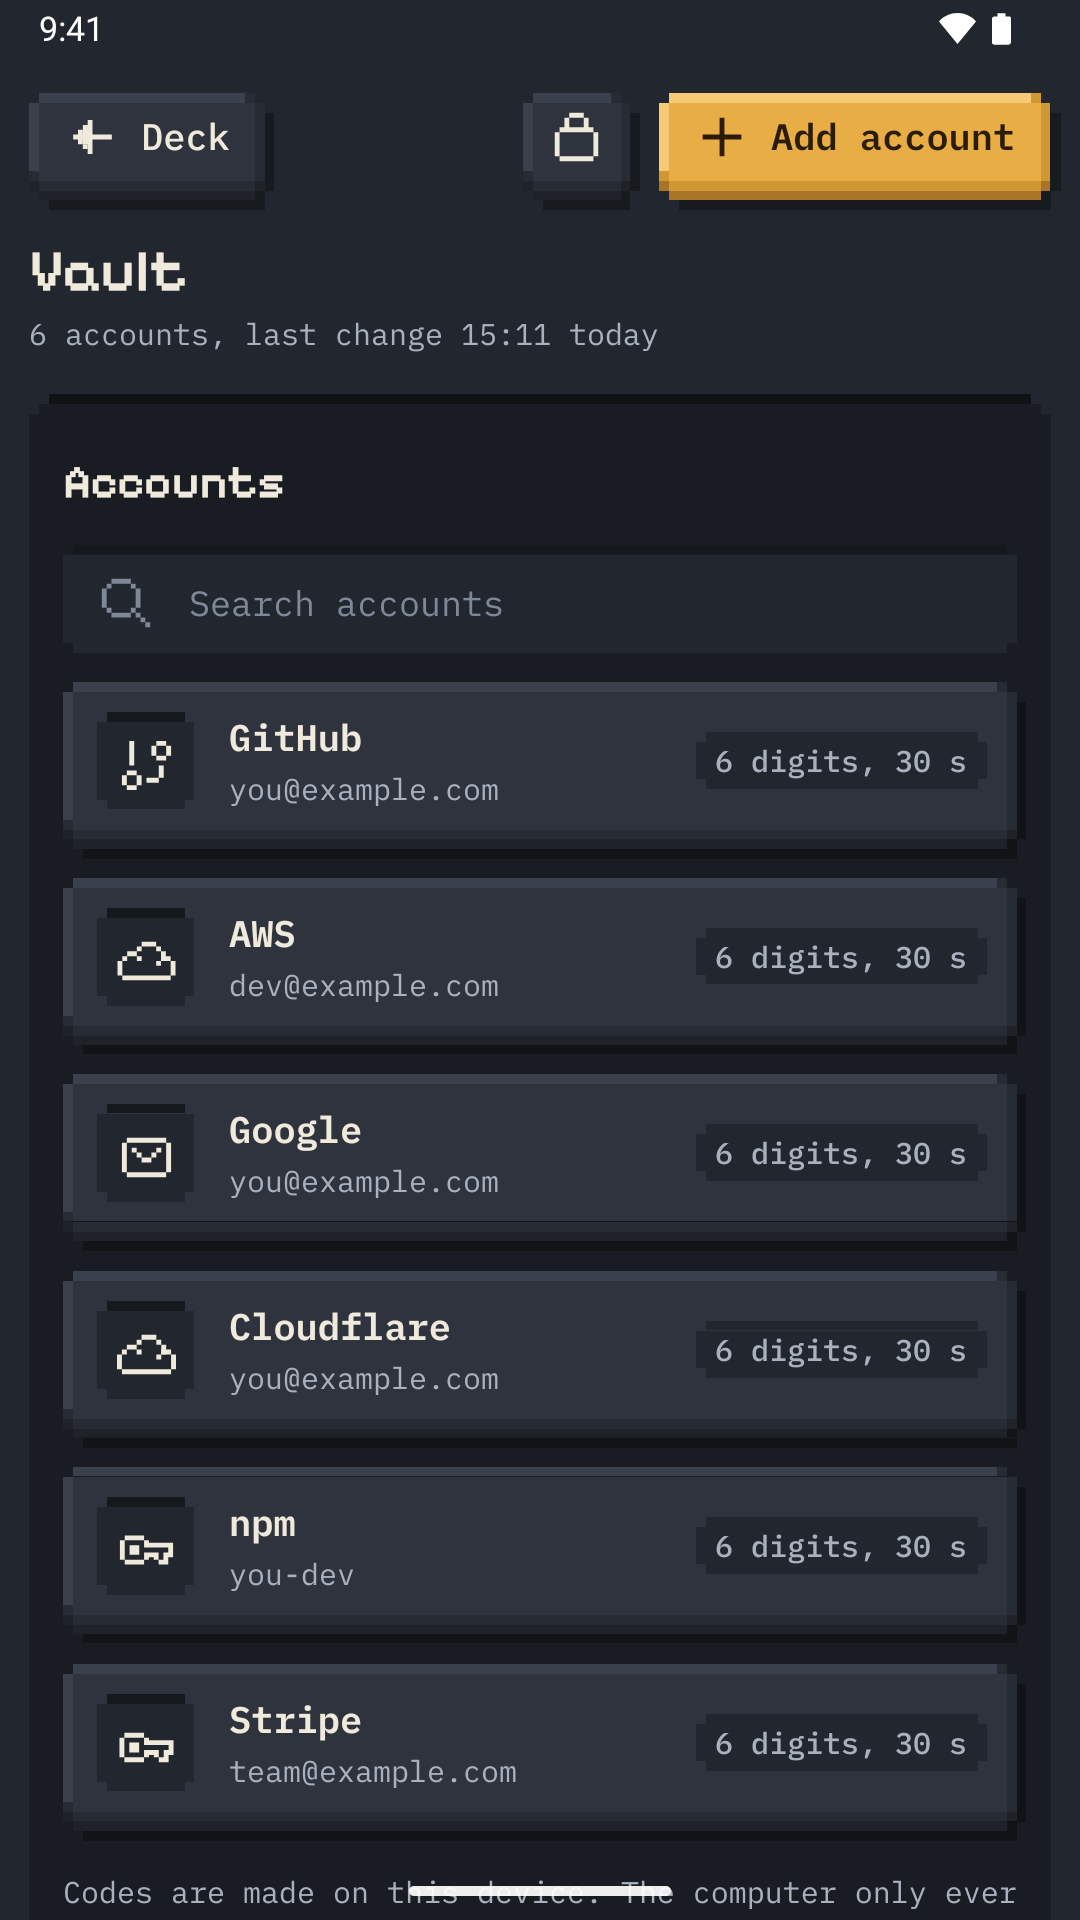 9:41
Deck
Add account
Vault
6 accounts, last change 15:11 today
Accounts
Search accounts
GitHub
you@example.com
6 digits, 30 s
AWS
dev@example.com
6 digits, 30 s
Google
you@example.com
6 digits, 30 s
Cloudflare
you@example.com
6 digits, 30 s
npm
you-dev
6 digits, 30 s
Stripe
team@example.com
6 digits, 30 s
Codes are made on this device. The computer only ever